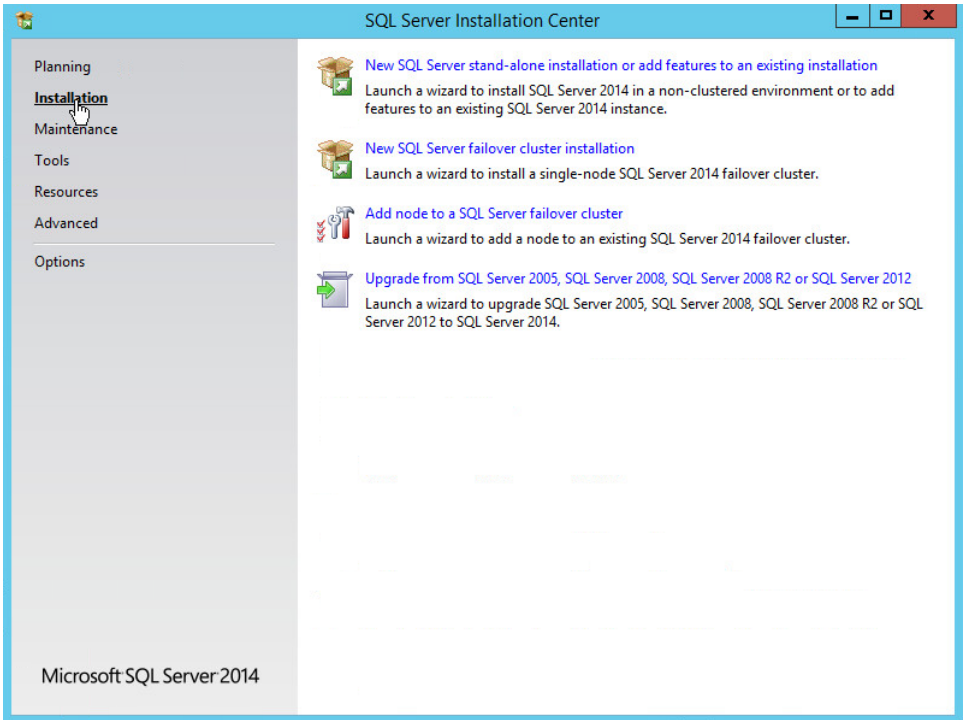 SQL Server Installation Center
Planning
Installation
Maintenance
Tools
Resources
Advanced
Options
Microsoft SQL Server 2014
New SQL Server stand-alone installation or add features to an existing installation
Launch a wizard to install SQL Server 2014 in a non-clustered environment or to add
features to an existing SQL Server 2014 instance.
New SQL Server failover cluster installation
Launch a wizard to install a single-node SQL Server 2014 failover cluster.
Add node to a SQL Server failover cluster
Launch a wizard to add a node to an existing SQL Server 2014 failover cluster.
Upgrade from SQL Server 2005, SQL Server 2008, SQL Server 2008 R2 or SQL Server 2012
Launch a wizard to upgrade SQL Server 2005, SQL Server 2008, SQL Server 2008 R2 or SQL
Server 2012 to SQL Server 2014.